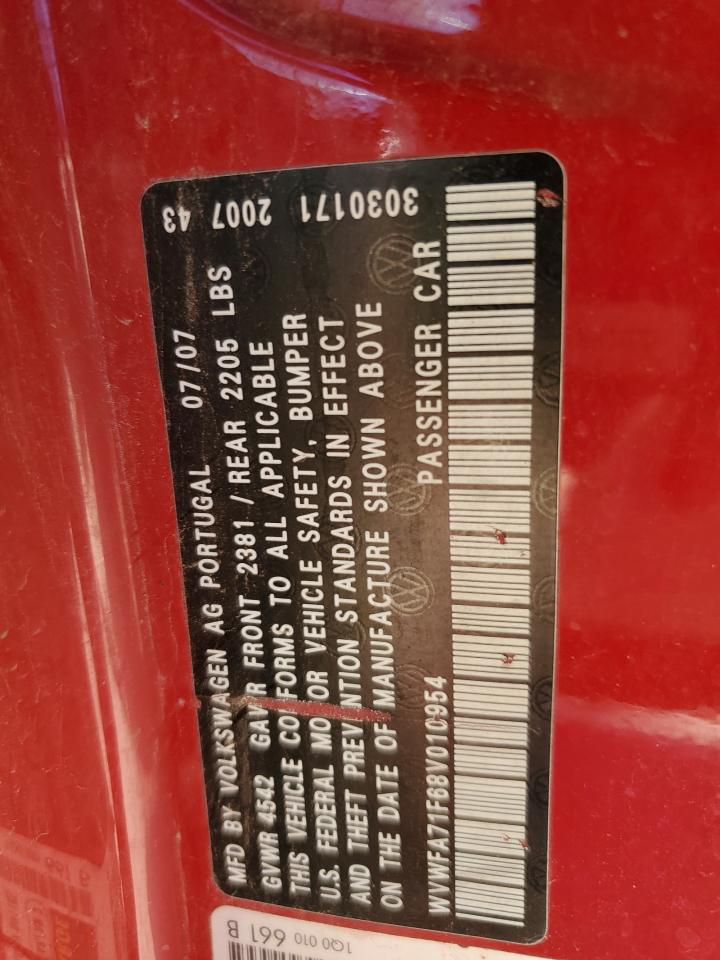 43 2007 3030171
MFD BY VOLKSWAGEN AG PORTUGAL 07/07
GVWR 4542 GAWR FRONT 2381 /REAR 2205 LBS
THIS VEHICLE CONFORMS TO ALL APPLICABLE
U.S. FEDERAL MOTOR VEHICLE SAFETY, BUMPER
AND THEFT PREVENTION STANDARDS IN EFFECT
ON THE DATE OF MANUFACTURE SHOWN ABOVE
WVWFA71F68V010954 PASSENGER CAR
1Q0 010 661 B